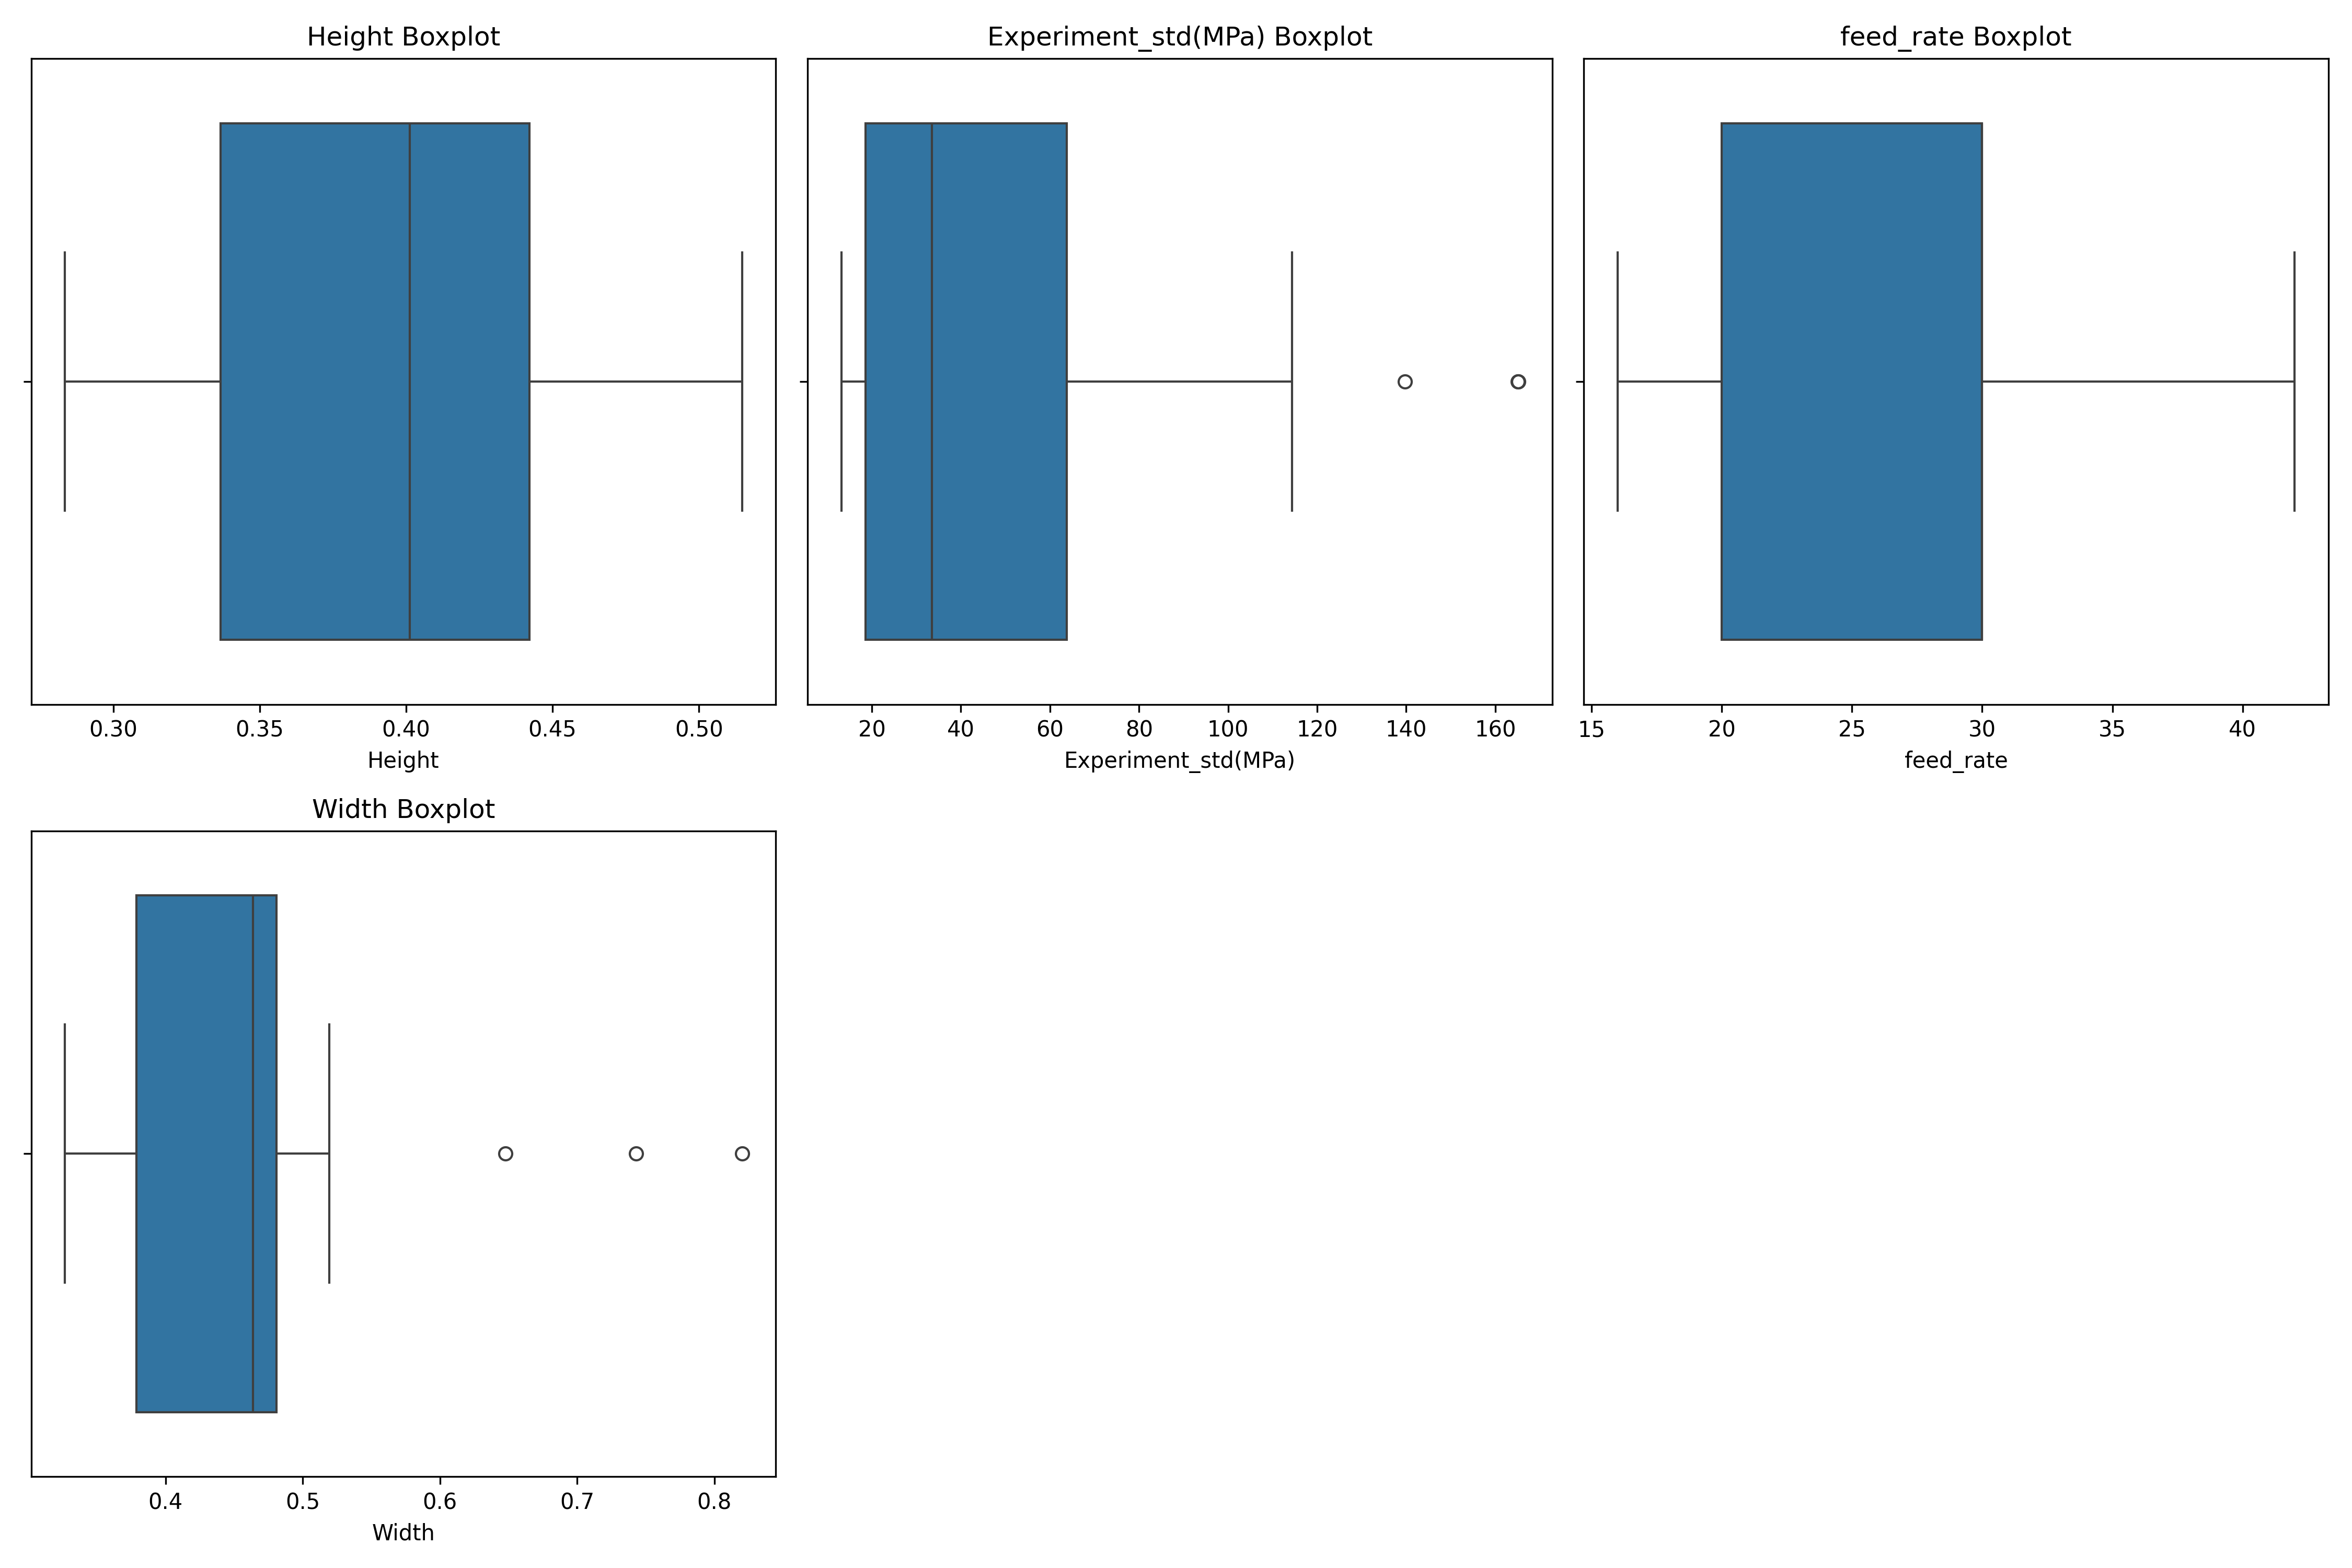 Height Boxplot
0.30 0.35 0.40 0.45 0.50
Height
Experiment_std(MPa) Boxplot
20 40 60 80 100 120 140 160
Experiment_std(MPa)
feed_rate Boxplot
15 20 25 30 35 40
feed_rate
Width Boxplot
0.4 0.5 0.6 0.7 0.8
Width